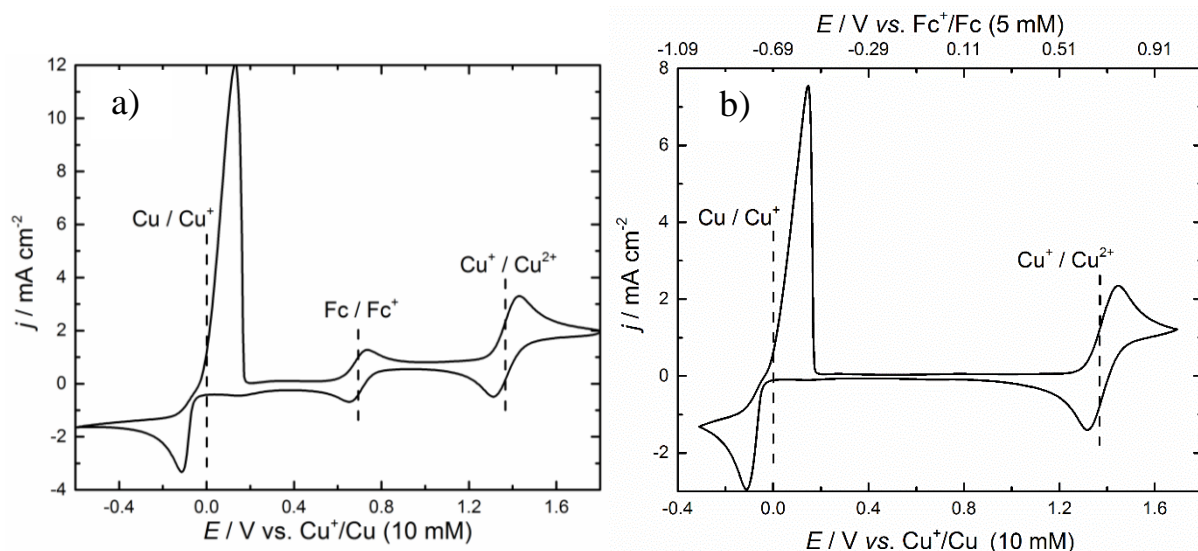 a)
12
10
8
6
4
2
0
-2
-4
j / mA cm⁻²
Cu / Cu⁺
Fc / Fc⁺
Cu⁺ / Cu²⁺
-0.4 0.0 0.4 0.8 1.2 1.6
E / V vs. Cu⁺/Cu (10 mM)
E / V vs. Fc⁺/Fc (5 mM)
-1.09 -0.69 -0.29 0.11 0.51 0.91
b)
8
6
4
2
0
-2
j / mA cm⁻²
Cu / Cu⁺
Cu⁺ / Cu²⁺
-0.4 0.0 0.4 0.8 1.2 1.6
E / V vs. Cu⁺/Cu (10 mM)